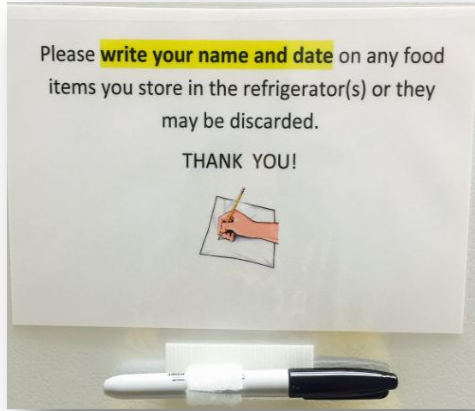 Please write your name and date on any food
items you store in the refrigerator(s) or they
may be discarded.
THANK YOU!